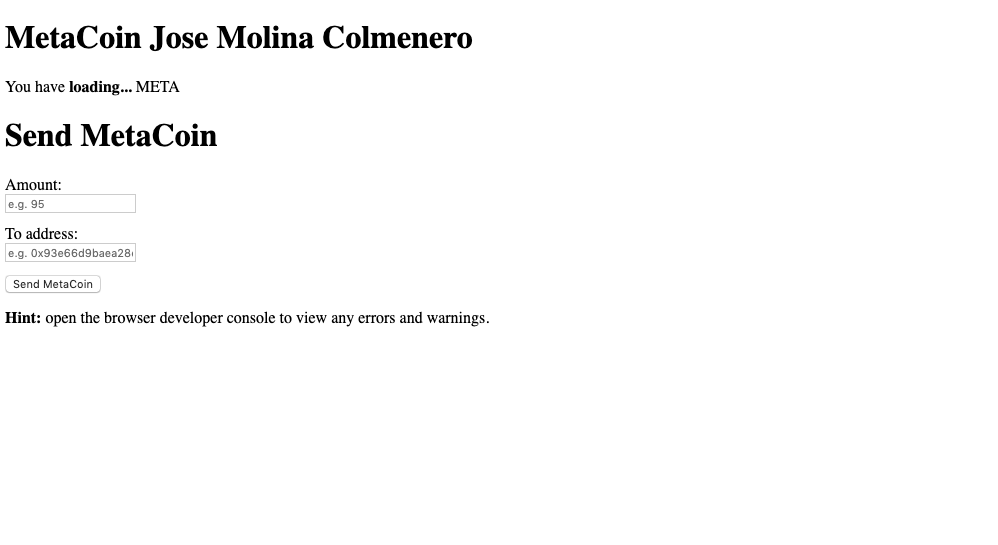 MetaCoin Jose Molina Colmenero
You have loading... META
Send MetaCoin
Amount:
e.g. 95
To address:
e.g. 0x93e66d9baea28
Send MetaCoin
Hint: open the browser developer console to view any errors and warnings.